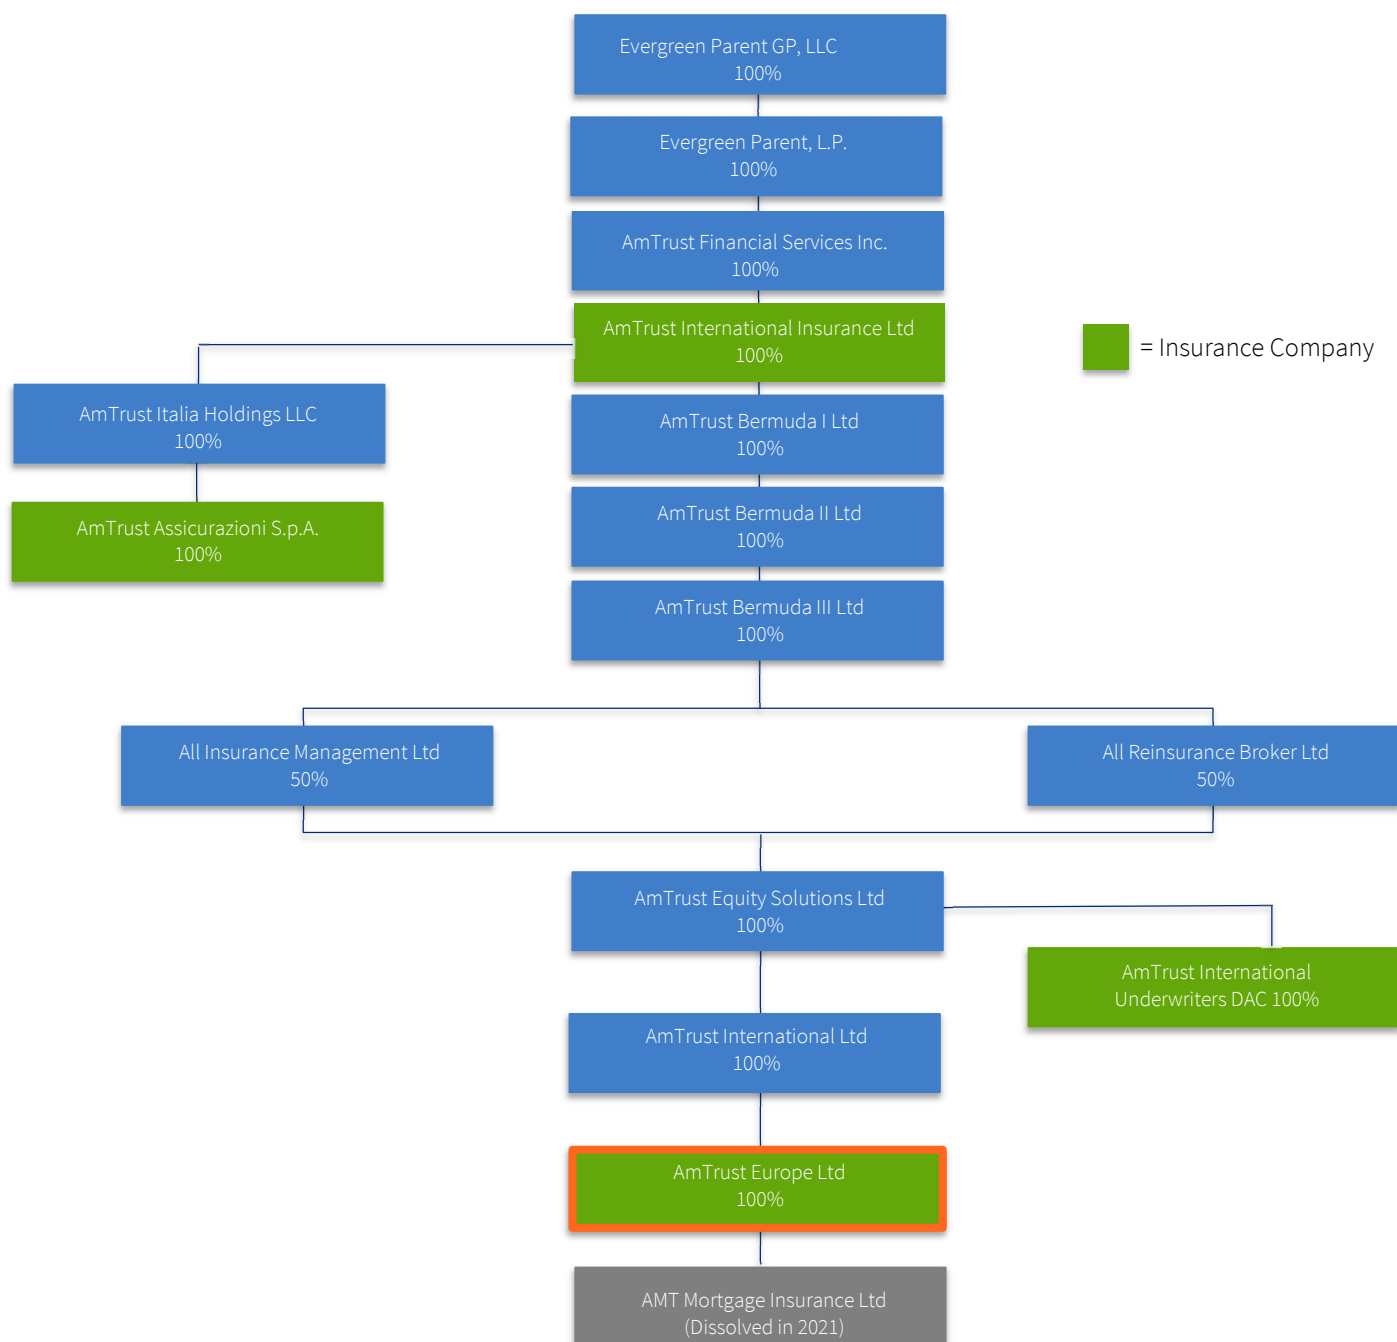 Evergreen Parent GP, LLC
100%
Evergreen Parent, L.P.
100%
AmTrust Financial Services Inc.
100%
AmTrust International Insurance Ltd
100%
= Insurance Company
AmTrust Italia Holdings LLC
100%
AmTrust Bermuda I Ltd
100%
AmTrust Assicurazioni S.p.A.
100%
AmTrust Bermuda II Ltd
100%
AmTrust Bermuda III Ltd
100%
All Insurance Management Ltd
50%
All Reinsurance Broker Ltd
50%
AmTrust Equity Solutions Ltd
100%
AmTrust International
Underwriters DAC 100%
AmTrust International Ltd
100%
AmTrust Europe Ltd
100%
AMT Mortgage Insurance Ltd
(Dissolved in 2021)